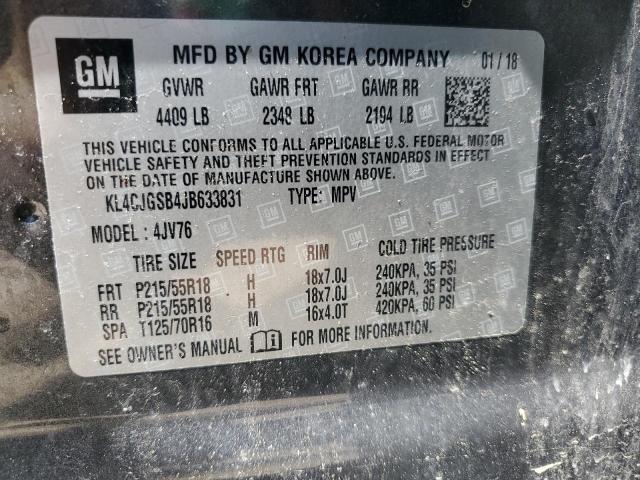 GM MFD BY GM KOREA COMPANY 01/18
GVWR GAWR FRT GAWR RR
4409 LB 2348 LB 2194 LB
THIS VEHICLE CONFORMS TO ALL APPLICABLE U.S. FEDERAL MOTOR
VEHICLE SAFETY AND THEFT PREVENTION STANDARDS IN EFFECT
ON THE DATE OF MANUFACTURE SHOWN ABOVE.
KL4CJGSB4JB633831 TYPE: MPV
MODEL: 4JV76
TIRE SIZE SPEED RTG RIM COLD TIRE PRESSURE
FRT P215/55R18 H 18x7.0J 240KPA, 35 PSI
RR P215/55R18 H 18x7.0J 240KPA, 35 PSI
SPA T125/70R16 M 16x4.0T 420KPA, 60 PSI
SEE OWNER'S MANUAL FOR MORE INFORMATION.